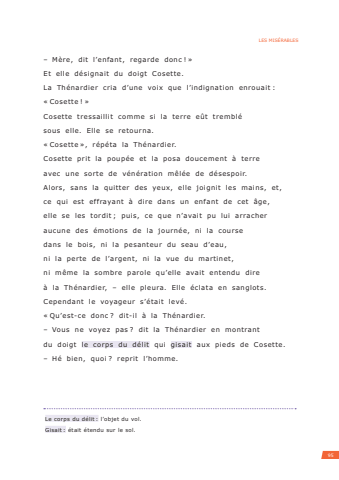 LES MISÉRABLES
– Mère, dit l’enfant, regarde donc ! »
Et elle désignait du doigt Cosette.
La Thénardier cria d’une voix que l’indignation enrouait :
« Cosette ! »
Cosette tressaillit comme si la terre eût tremblé
sous elle. Elle se retourna.
« Cosette », répéta la Thénardier.
Cosette prit la poupée et la posa doucement à terre
avec une sorte de vénération mêlée de désespoir.
Alors, sans la quitter des yeux, elle joignit les mains, et,
ce qui est effrayant à dire dans un enfant de cet âge,
elle se les tordit ; puis, ce que n’avait pu lui arracher
aucune des émotions de la journée, ni la course
dans le bois, ni la pesanteur du seau d’eau,
ni la perte de l’argent, ni la vue du martinet,
ni même la sombre parole qu’elle avait entendu dire
à la Thénardier, – elle pleura. Elle éclata en sanglots.
Cependant le voyageur s’était levé.
« Qu’est-ce donc ? dit-il à la Thénardier.
– Vous ne voyez pas ? dit la Thénardier en montrant
du doigt le corps du délit qui gisait aux pieds de Cosette.
– Hé bien, quoi ? reprit l’homme.
Le corps du délit : l’objet du vol.
Gisait : était étendu sur le sol.